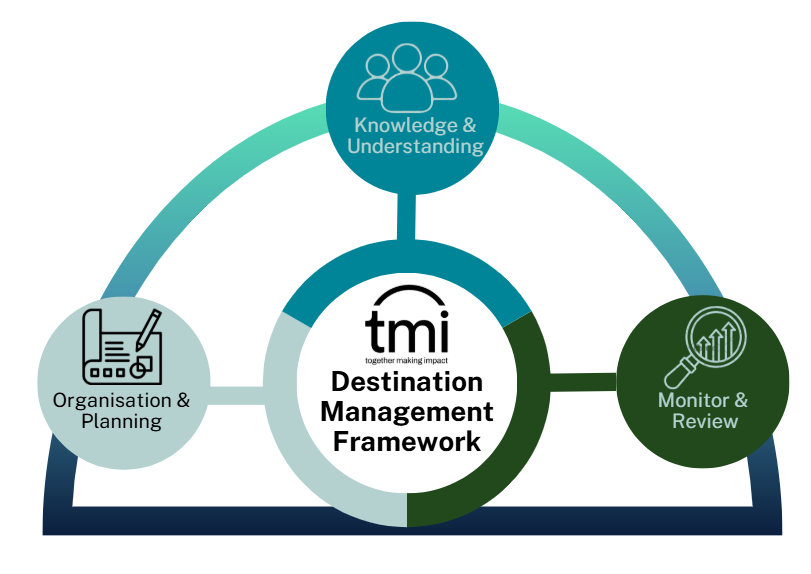 Knowledge &
Understanding
tmi
together making impact
Destination
Management
Framework
Organisation &
Planning
Monitor &
Review